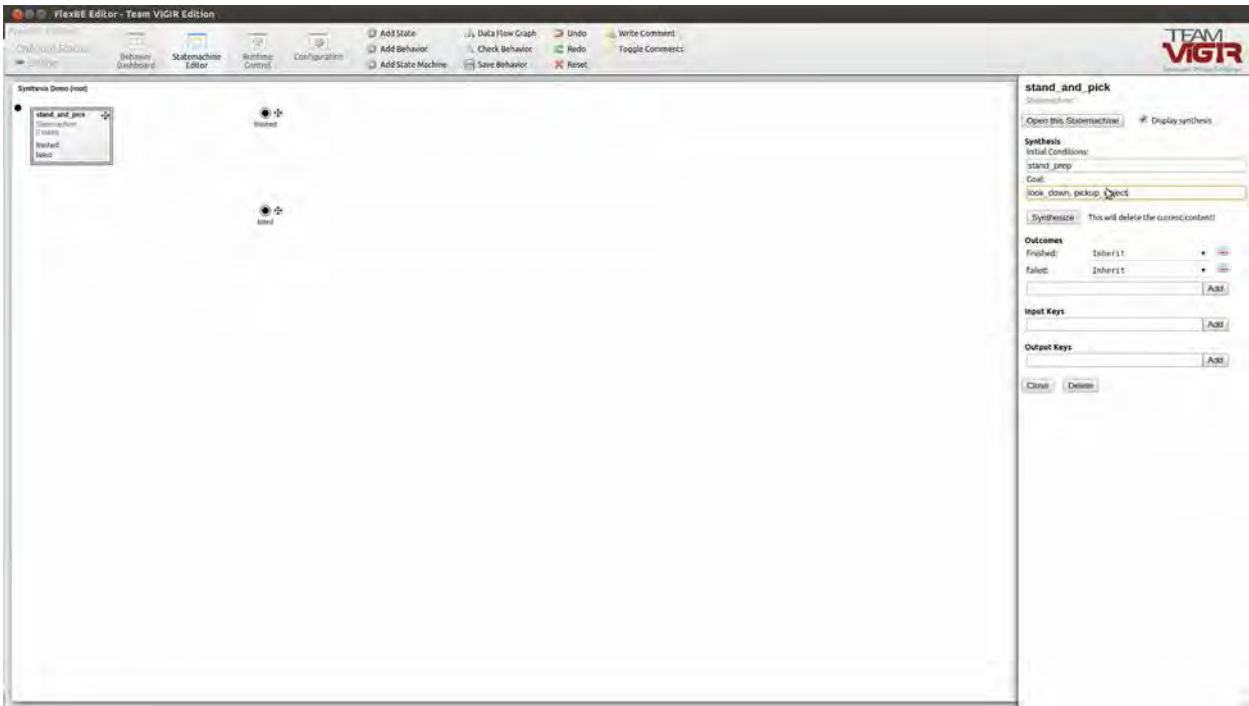 FlexBE Editor - Team ViGIR Edition
Behavior Dashboard
Statemachine Editor
Runtime Control
Configuration
Add State
Add Behavior
Add State Machine
Data Flow Graph
Check Behavior
Save Behavior
Undo
Redo
Reset
Write Comment
Toggle Comments
TEAM
ViGIR
Synthesis Demo (root)
stand_and_pick
Statemachine
finished
failed
finished
failed
stand_and_pick
Statemachine
Open this Statemachine
Display synthesis
Synthesis
Initial Conditions:
stand_prep
Goal:
look_down, pickup_object
Synthesize
This will delete the current content!
Outcomes
finished: Inherit
failed: Inherit
Add
Input Keys
Add
Output Keys
Add
Close Delete